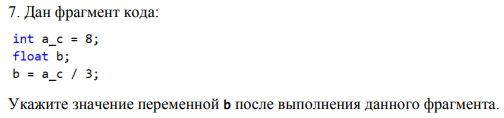 7. Дан фрагмент кода:
int a_c = 8;
float b;
b = a_c / 3;
Укажите значение переменной b после выполнения данного фрагмента.